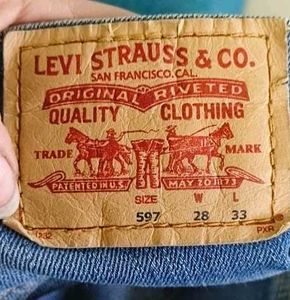 LEVI STRAUSS & CO.
SAN FRANCISCO, CAL.
ORIGINAL RIVETED
QUALITY CLOTHING
TRADE MARK
PATENTED IN U.S. MAY 20 1873
SIZE W L
597 28 33
PXR®